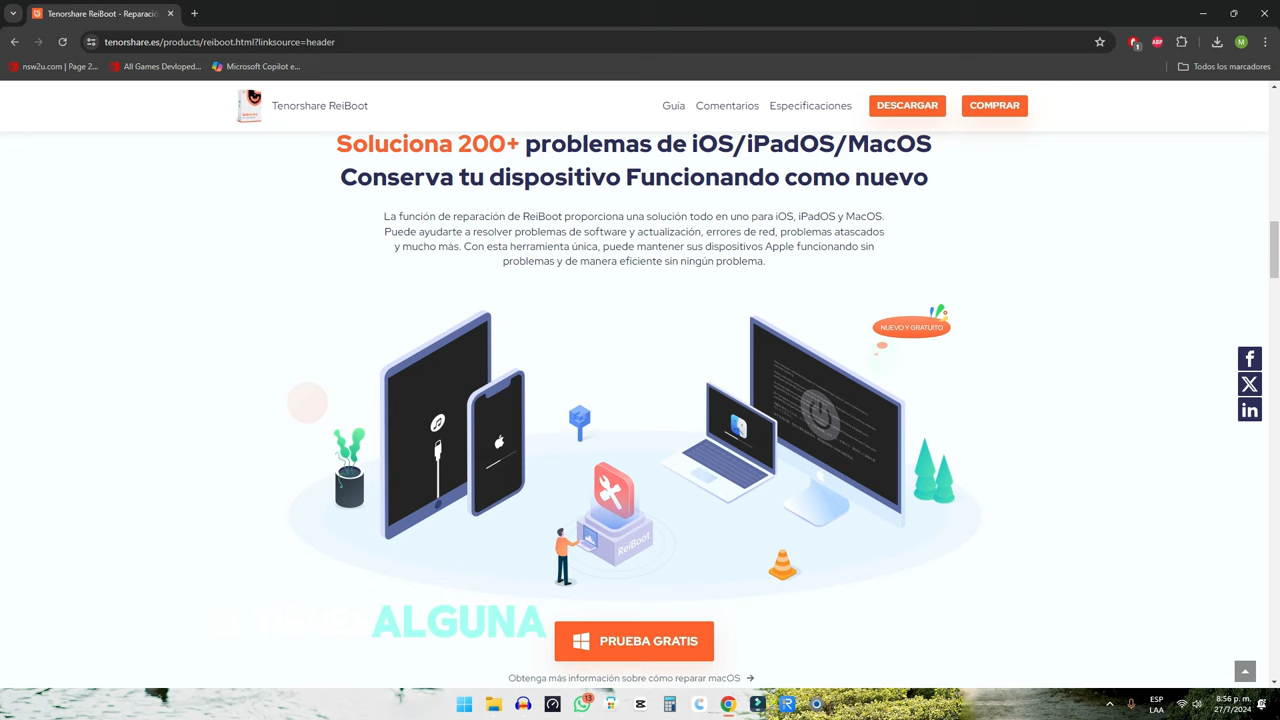 Tenorshare ReiBoot - Reparació
tenorshare.es/products/reiboot.html?linksource=header
nsw2u.com | Page 2...
All Games Devloped...
Microsoft Copilot e...
Todos los marcadores
Tenorshare ReiBoot
Guía
Comentarios
Especificaciones
DESCARGAR
COMPRAR
Soluciona 200+ problemas de iOS/iPadOS/MacOS
Conserva tu dispositivo Funcionando como nuevo
La función de reparación de ReiBoot proporciona una solución todo en uno para iOS, iPadOS y MacOS.
Puede ayudarte a resolver problemas de software y actualización, errores de red, problemas atascados
y mucho más. Con esta herramienta única, puede mantener sus dispositivos Apple funcionando sin
problemas y de manera eficiente sin ningún problema.
NUEVO Y GRATUITO
ReiBoot
SI TIENES ALGUNA
PRUEBA GRATIS
Obtenga más información sobre cómo reparar macOS →
13
ESP
LAA
8:56 p. m.
27/7/2024